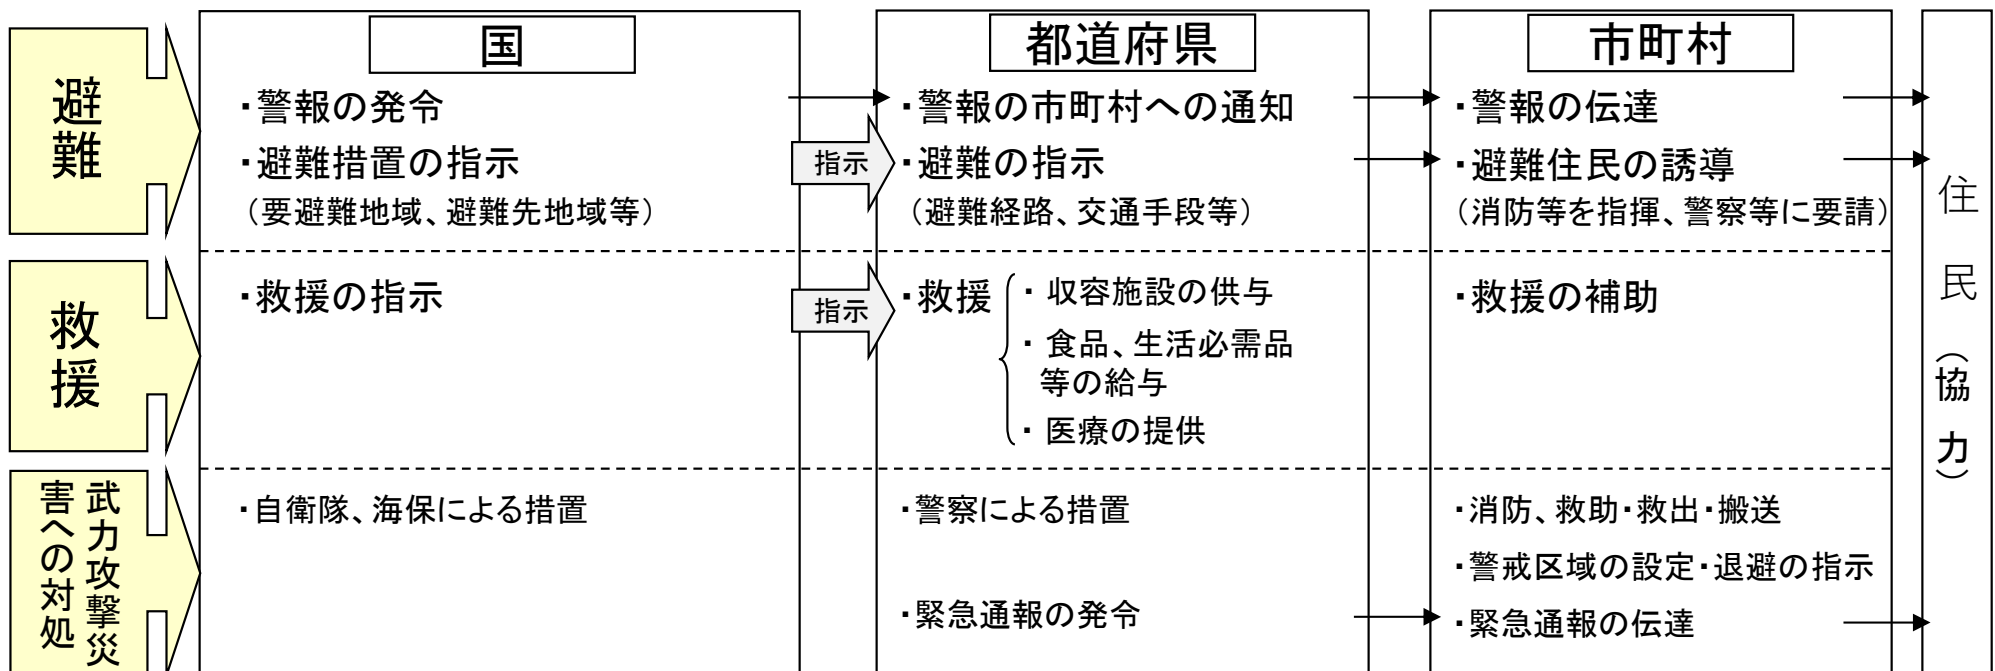 国
都道府県
市町村
避難
・警報の発令
・警報の市町村への通知
・警報の伝達
・避難措置の指示
指示
・避難の指示
・避難住民の誘導
（要避難地域、避難先地域等）
（避難経路、交通手段等）
（消防等を指揮、警察等に要請）
救援
・救援の指示
指示
・救援
・ 収容施設の供与
・ 食品、生活必需品
等の給与
・ 医療の提供
・救援の補助
武力攻撃災
害への対処
・自衛隊、海保による措置
・警察による措置
・消防、救助・救出・搬送
・警戒区域の設定・退避の指示
・緊急通報の発令
・緊急通報の伝達
住民（協力）